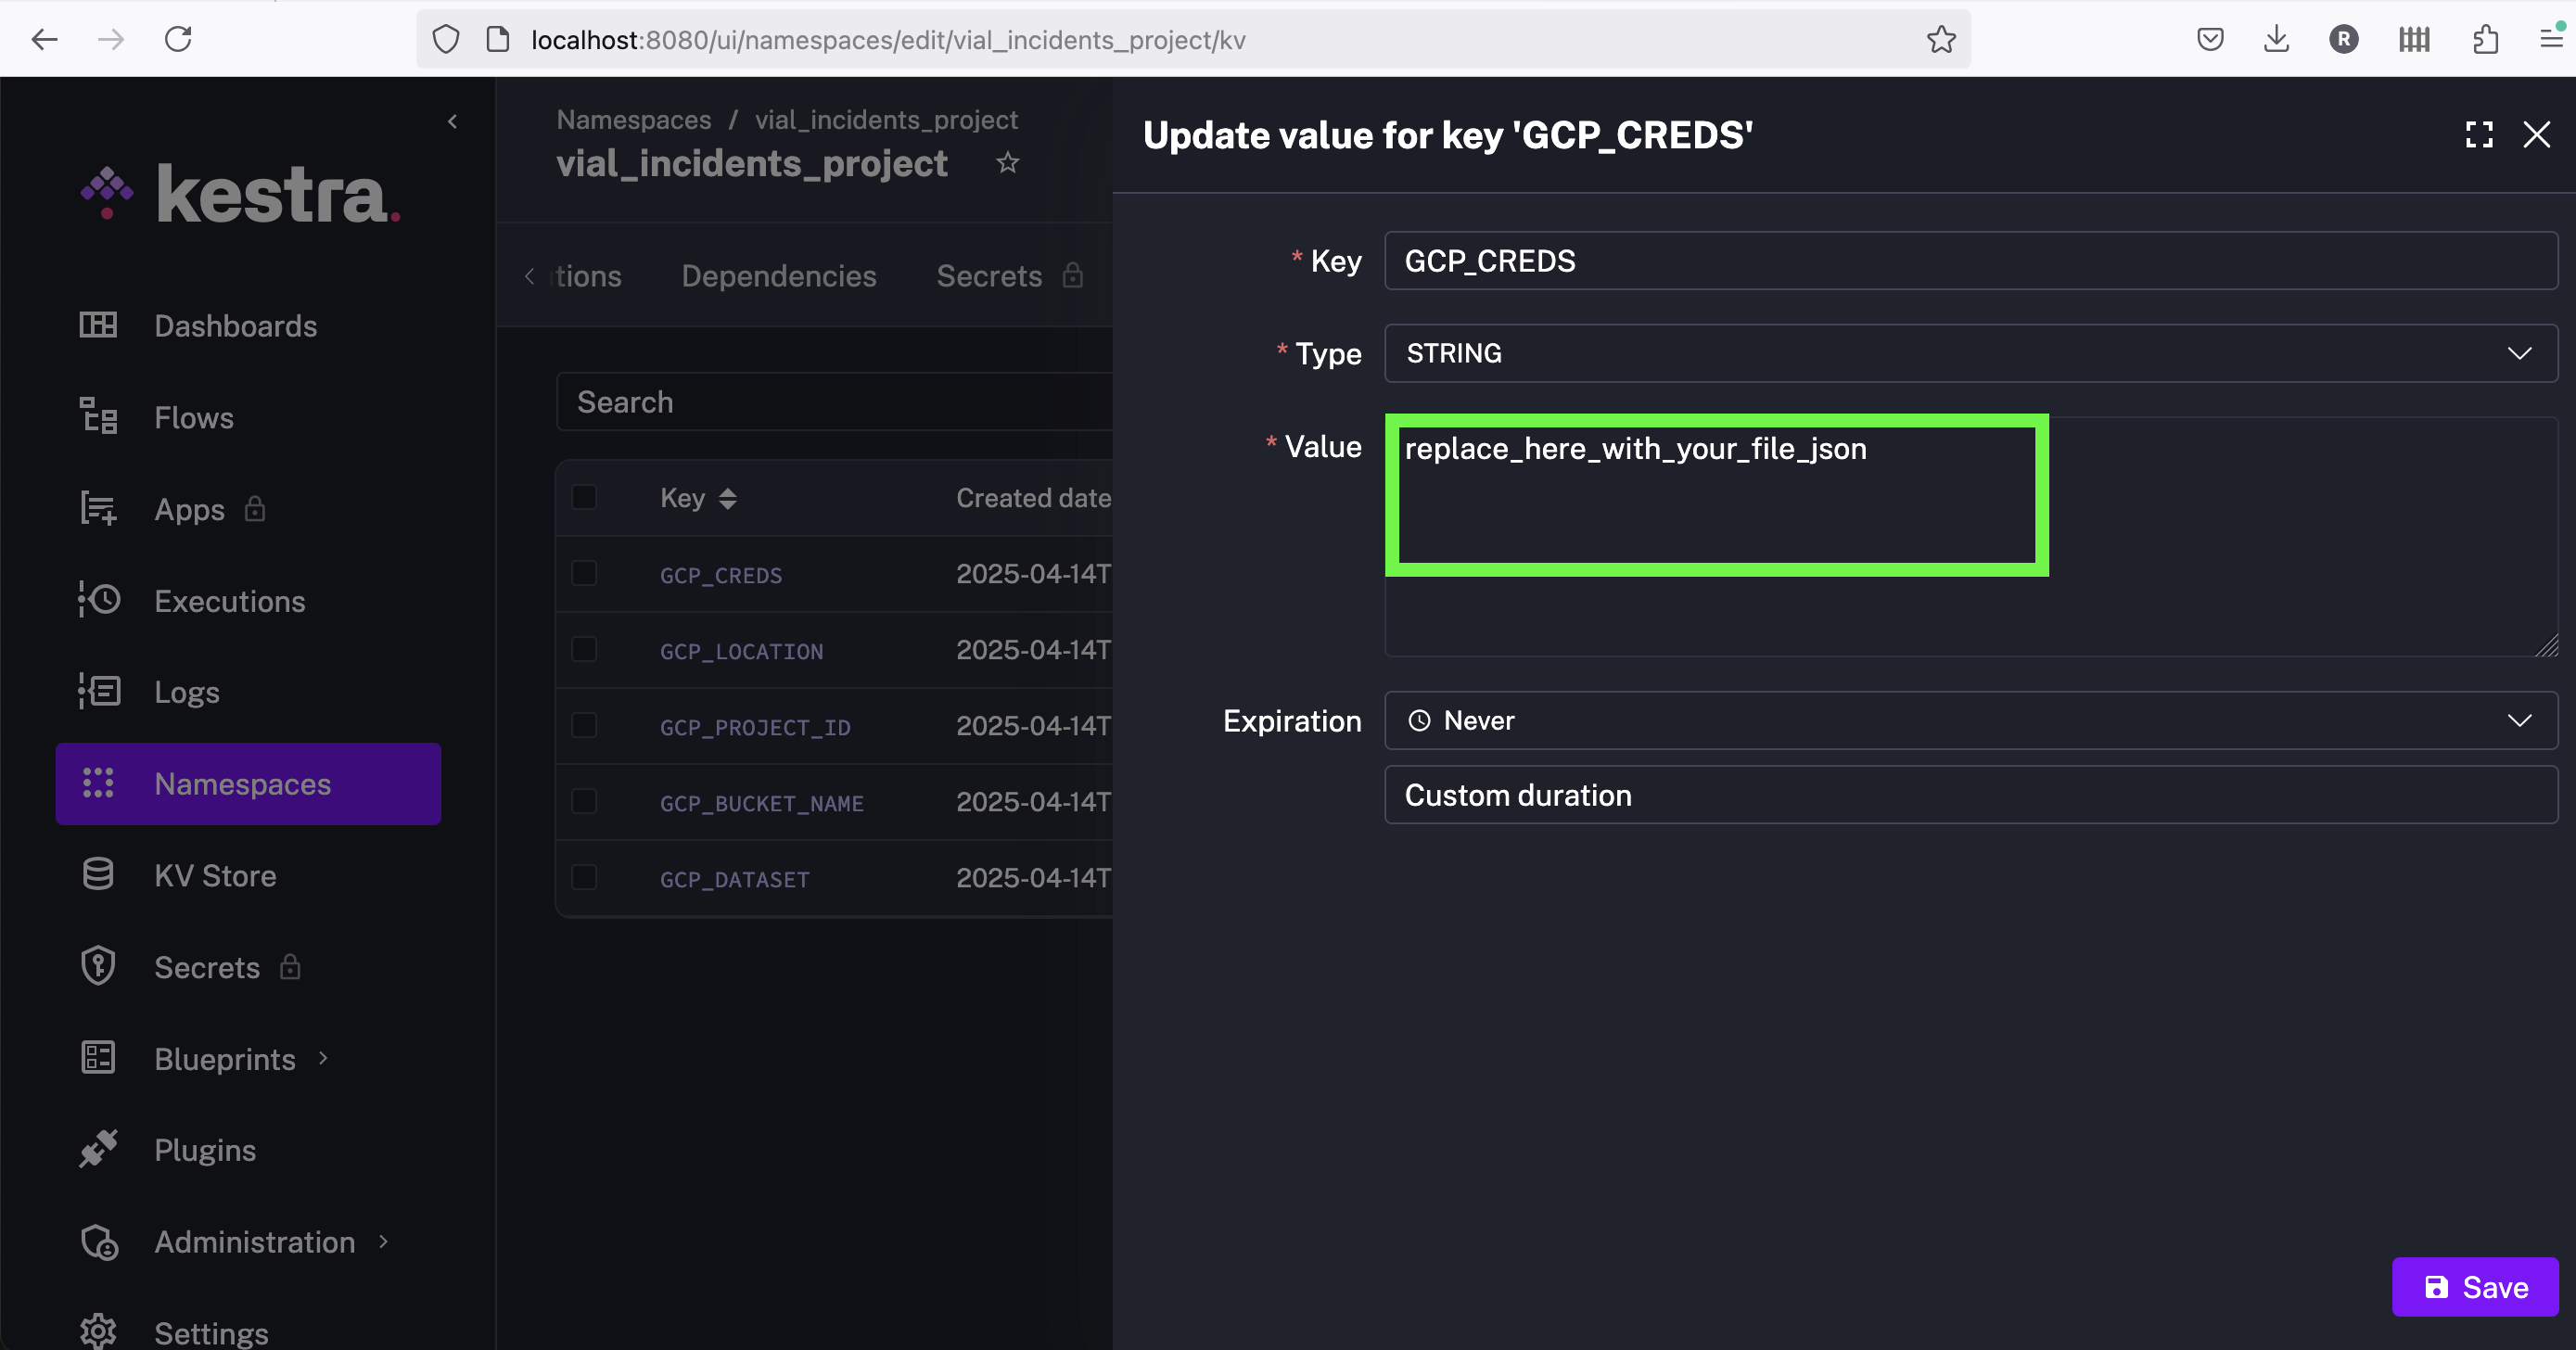 localhost:8080/ui/namespaces/edit/vial_incidents_project/kv
R
kestra.
Dashboards
Flows
Apps
Executions
Logs
Namespaces
KV Store
Secrets
Blueprints
Plugins
Administration
Settings
Namespaces / vial_incidents_project
vial_incidents_project
tions Dependencies Secrets
Search
Key Created date
GCP_CREDS 2025-04-14T
GCP_LOCATION 2025-04-14T
GCP_PROJECT_ID 2025-04-14T
GCP_BUCKET_NAME 2025-04-14T
GCP_DATASET 2025-04-14T
Update value for key 'GCP_CREDS'
* Key GCP_CREDS
* Type STRING
* Value replace_here_with_your_file_json
Expiration Never
Custom duration
Save